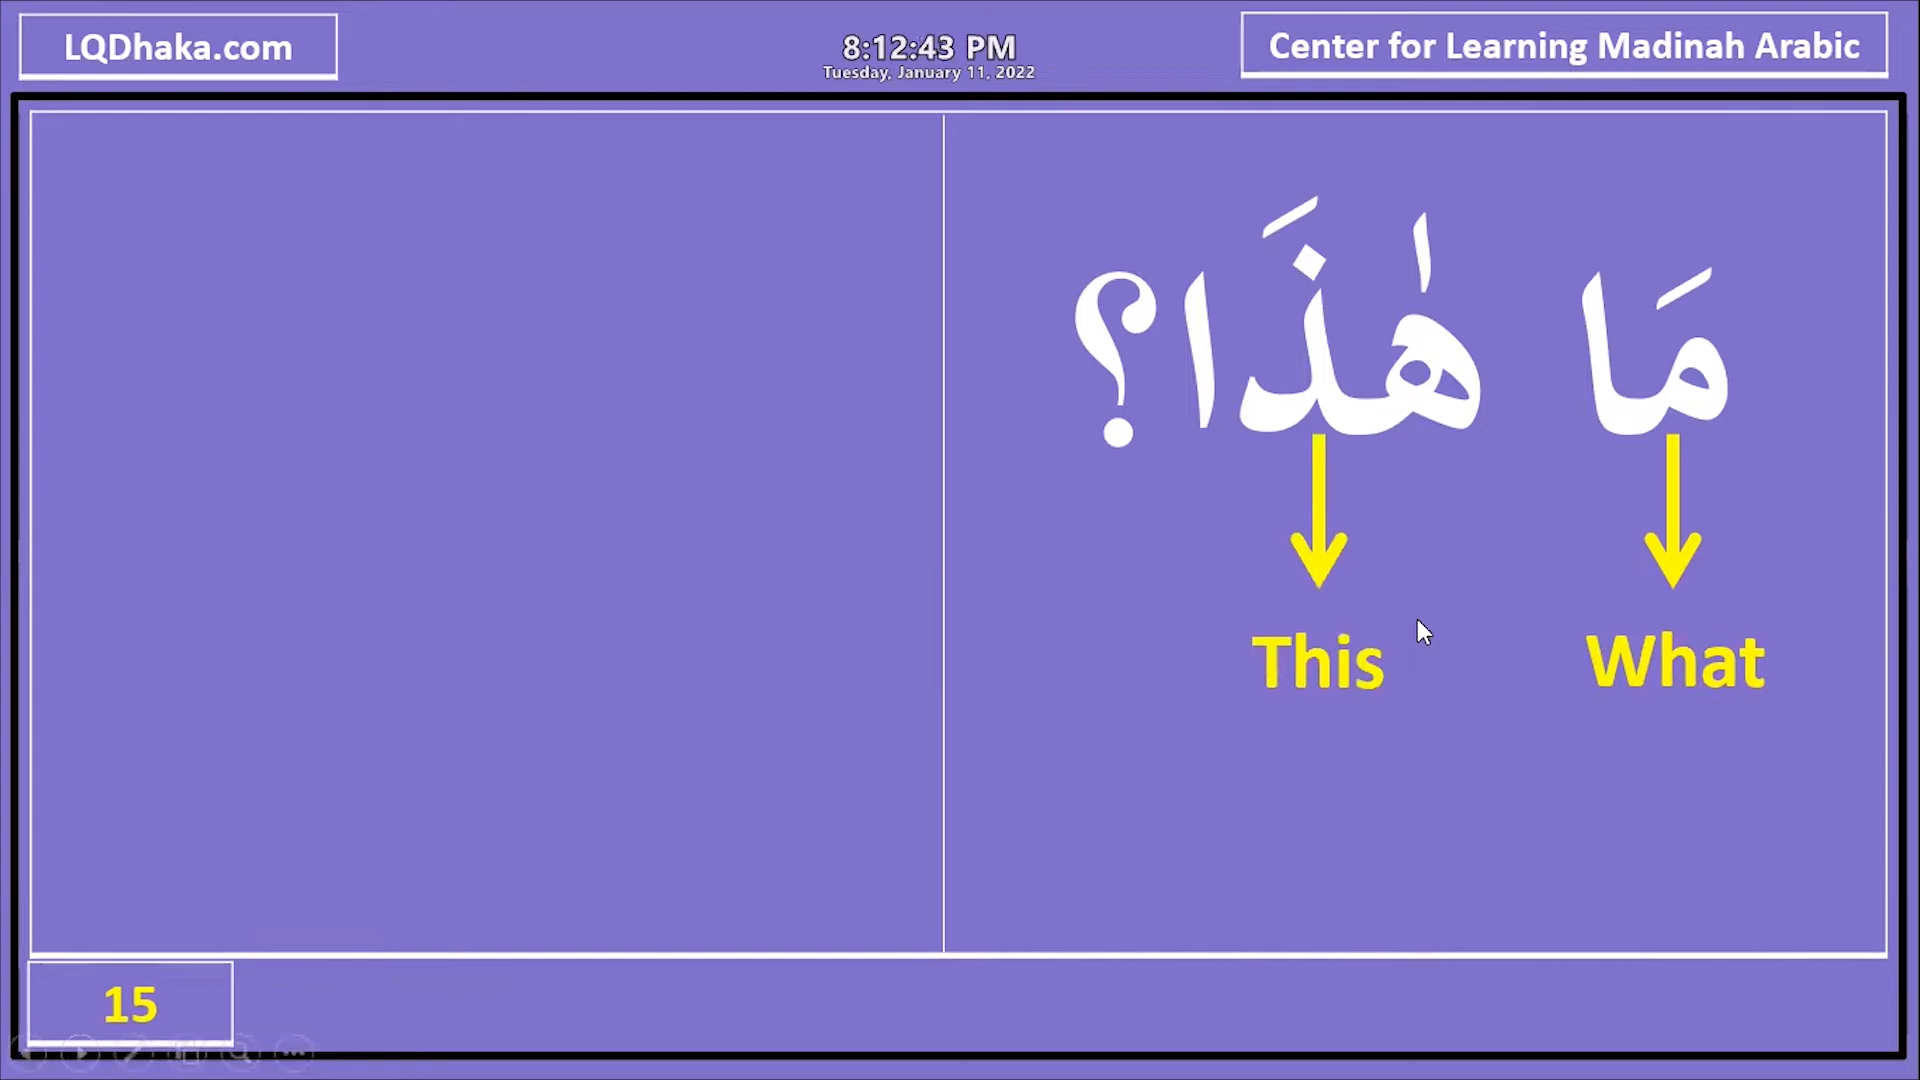 LQDhaka.com
8:12:43 PM
Tuesday, January 11, 2022
Center for Learning Madinah Arabic
مَا هٰذَا؟
This What
15